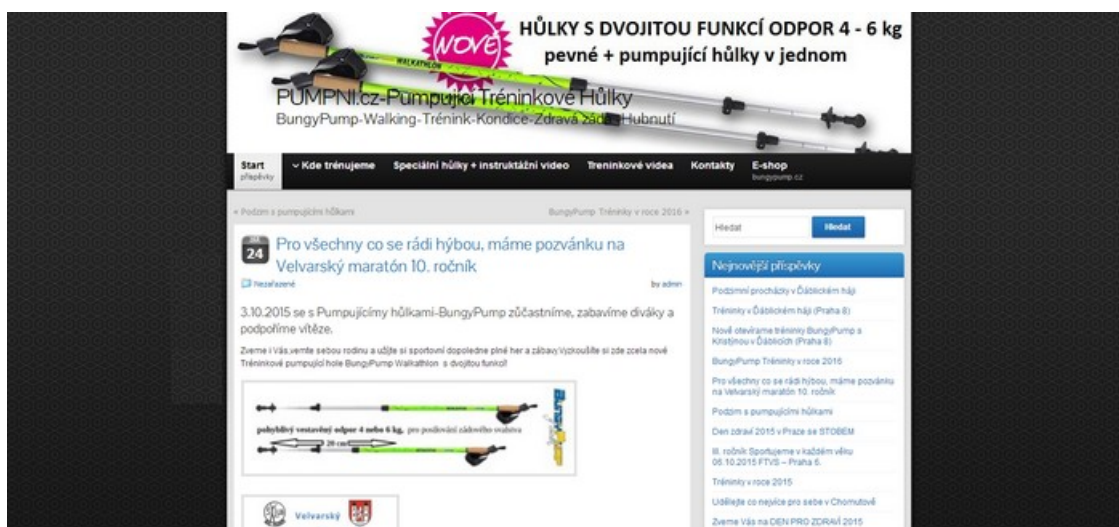 HŮLKY S DVOJITOU FUNKCÍ ODPOR 4 - 6 kg
pevné + pumpující hůlky v jednom
NOVÉ
WALKATHLON
PUMPNI.cz-Pumpující Tréninkové Hůlky
BungyPump-Walking-Trénink-Kondice-Zdravá záda-Hubnutí
Start
příspěvky
Kde trénujeme
Speciální hůlky + instruktážní video
Treninkové videa
Kontakty
E-shop
bungypump.cz
« Podzim s pumpujícími hůlkami
BungyPump Tréninky v roce 2016 »
24
Pro všechny co se rádi hýbou, máme pozvánku na
Velvarský maratón 10. ročník
Nezařazené
by admin
3.10.2015 se s Pumpujícímy hůlkami-BungyPump zůčastníme, zabavíme diváky a
podpoříme vítěze.
Zveme i Vás,vemte sebou rodinu a užijte si sportovní dopoledne plné her a zábavy.Vyzkoušíte si zde zcela nové
Tréninkové pumpující hole BungyPump Walkathlon s dvojitou funkcí!
pohyblivý vestavěný odpor 4 nebo 6 kg, pro posilování zádového svalstva
20 cm
Velvarský
Hledat
Hledat
Nejnovější příspěvky
Podzimní procházky v Ďáblickém háji
Tréninky v Ďáblickém háji (Praha 8)
Nově otevírame tréninky BungyPump s
Kristýnou v Ďáblicích (Praha 8)
BungyPump Tréninky v roce 2016
Pro všechny co se rádi hýbou, máme pozvánku
na Velvarský maratón 10. ročník
Podzim s pumpujícími hůlkami
Den zdraví 2015 v Praze se STOBEM
III. ročník Sportujeme v každém věku
06.10.2015 FTVS – Praha 6.
Tréninky v roce 2015
Udělejte co nejvíce pro sebe v Chomutově
Zveme Vás na DEN PRO ZDRAVÍ 2015